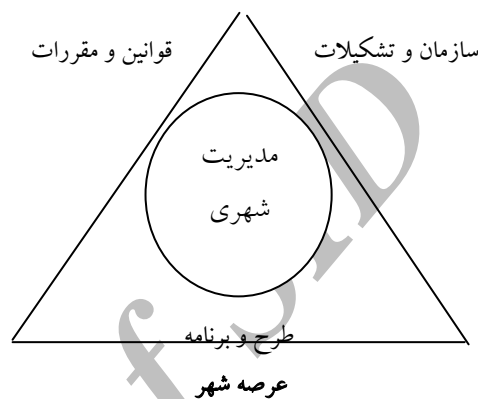 سازمان و تشکیلات
قوانین و مقررات
مدیریت
شهری
طرح و برنامه
عرصه شهر